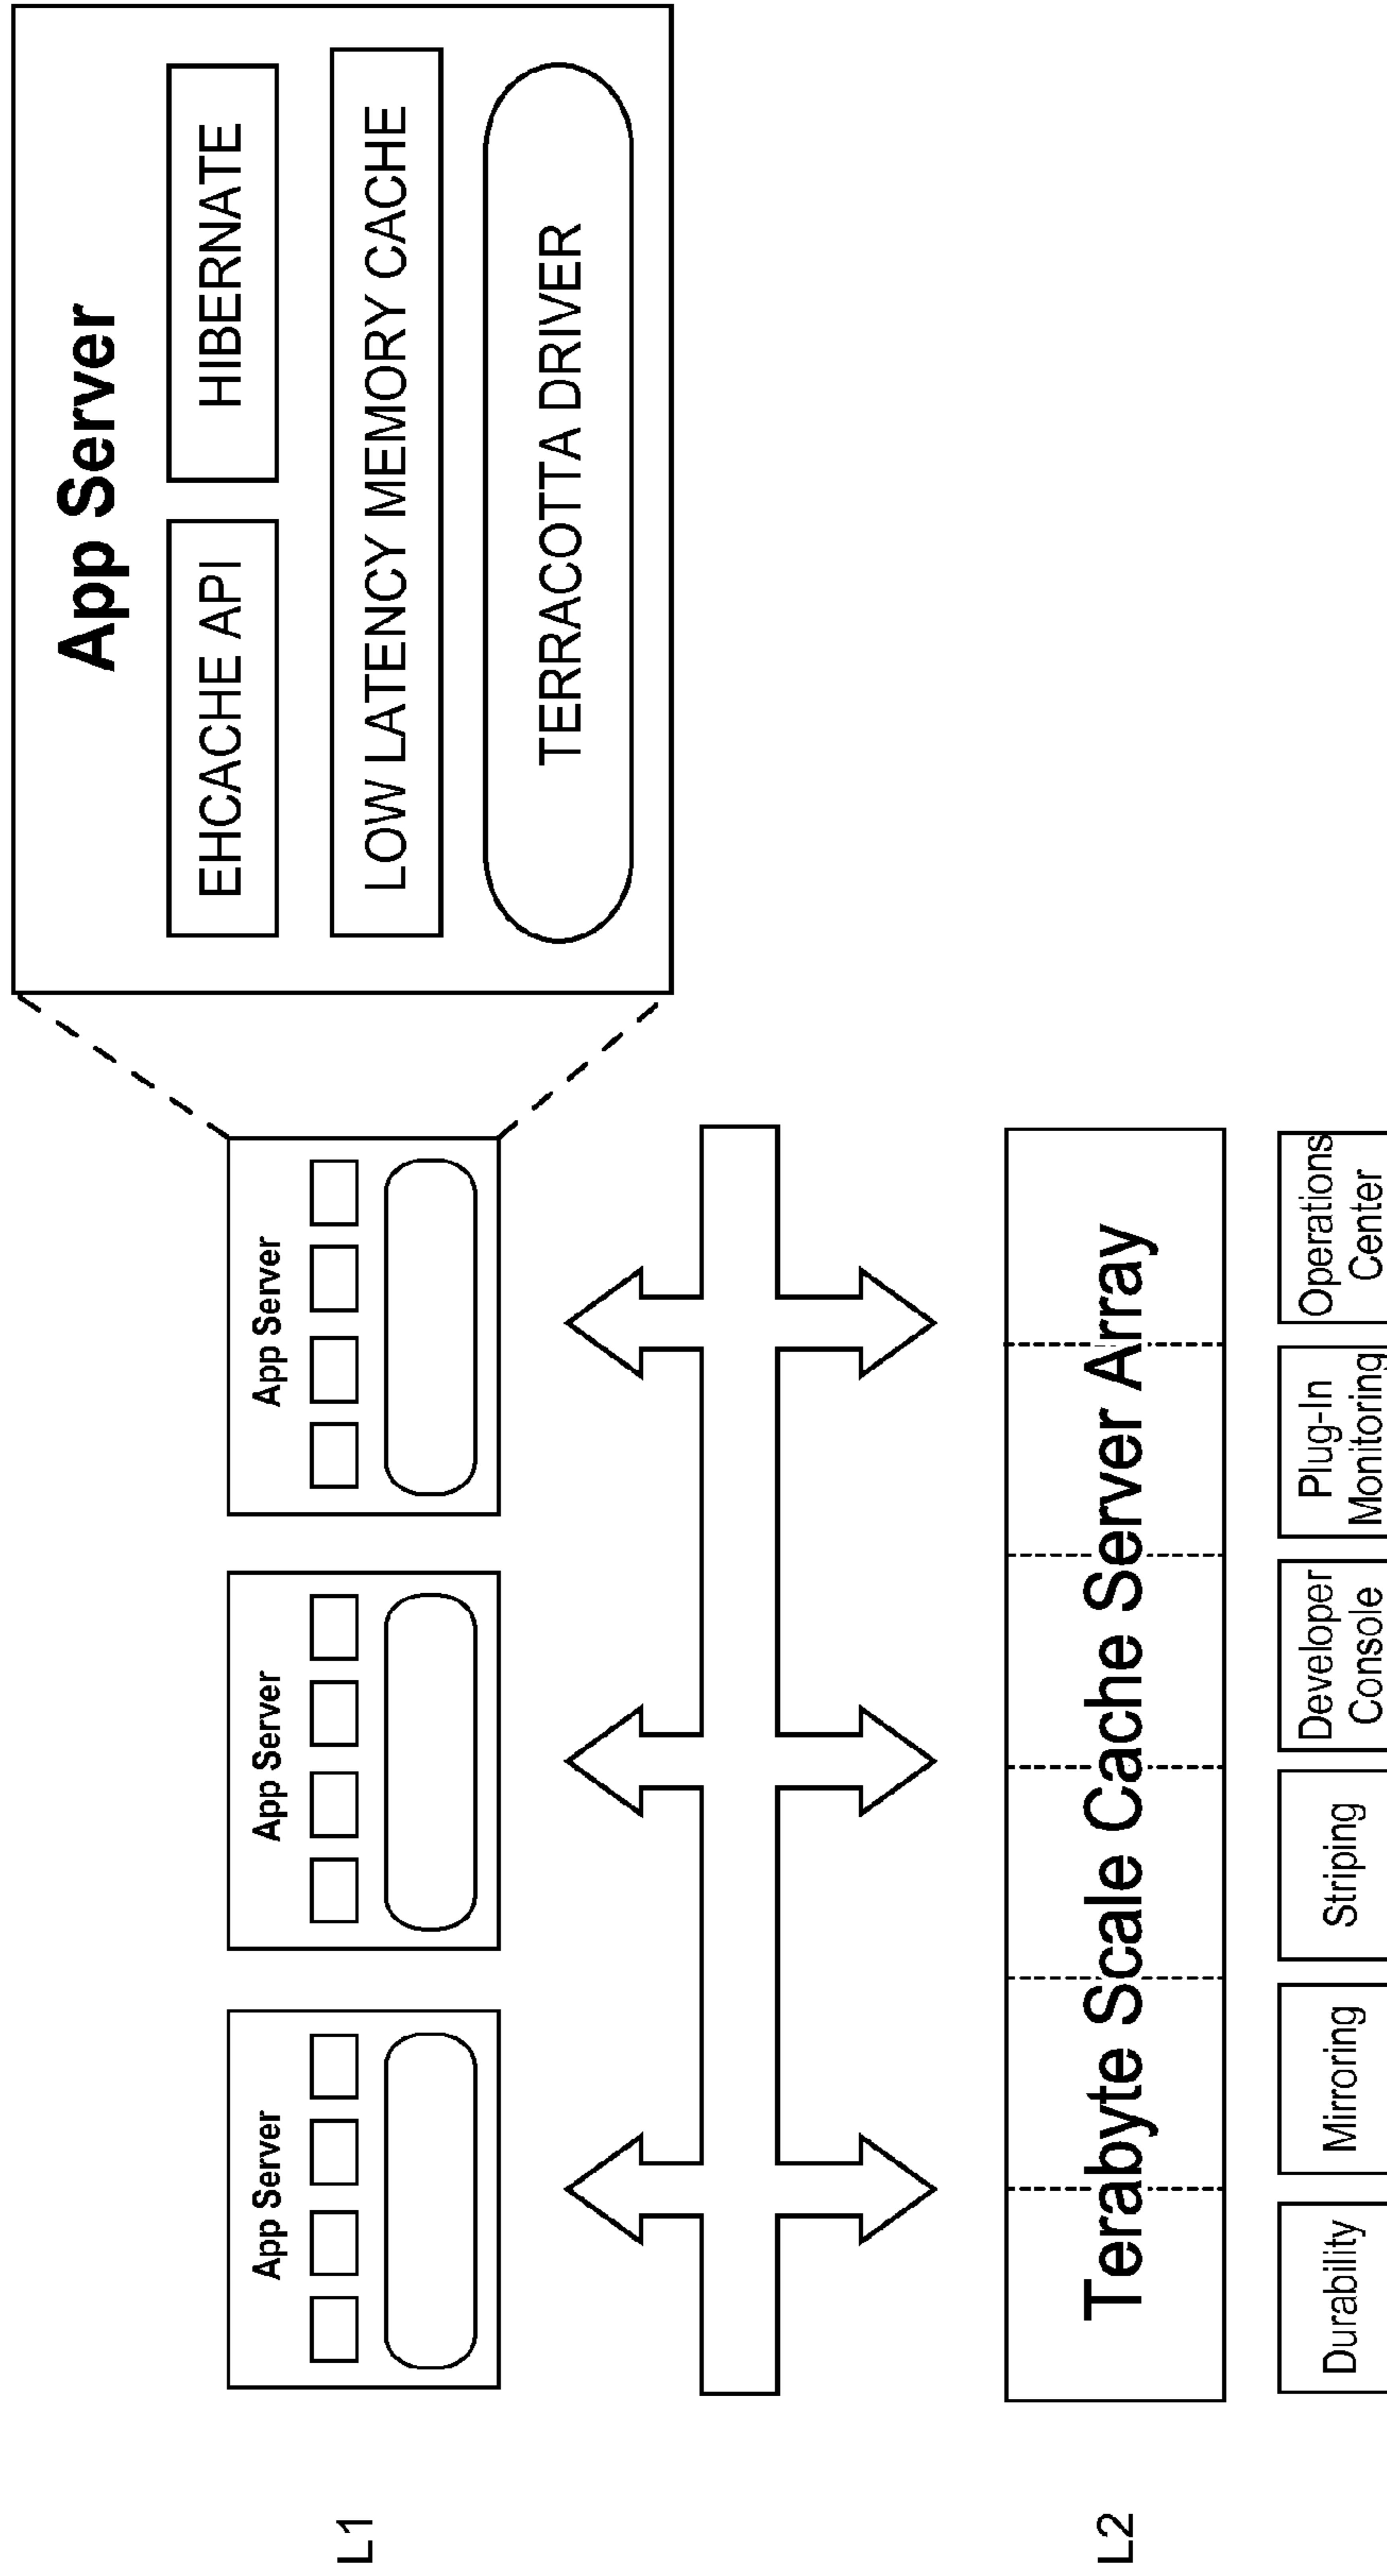 App Server
EHCACHE API
HIBERNATE
LOW LATENCY MEMORY CACHE
TERRACOTTA DRIVER
L1
App Server
App Server
App Server
L2
Terabyte Scale Cache Server Array
Durability
Mirroring
Striping
Developer
Console
Plug-In
Monitoring
Operations
Center